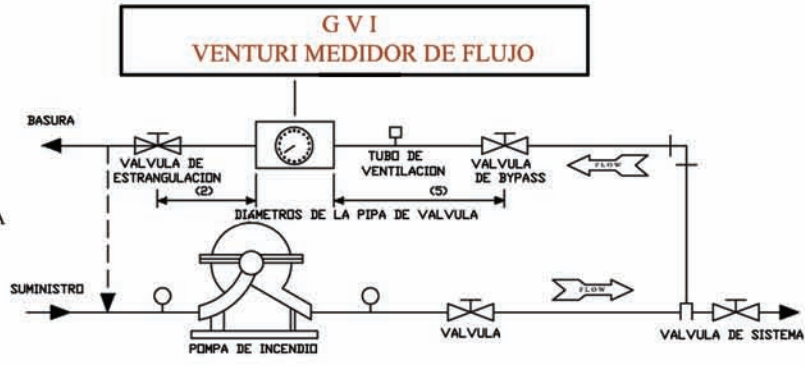 G V I
VENTURI MEDIDOR DE FLUJO
BASURA
VALVULA DE
ESTRANGULACION
(2)
TUBO DE
VENTILACION
VALVULA
DE BYPASS
(5)
FLOW
DIAMETROS DE LA PIPA DE VALVULA
A
SUMINISTRO
FLOW
POMPA DE INCENDIO
VALVULA
VALVULA DE SISTEMA